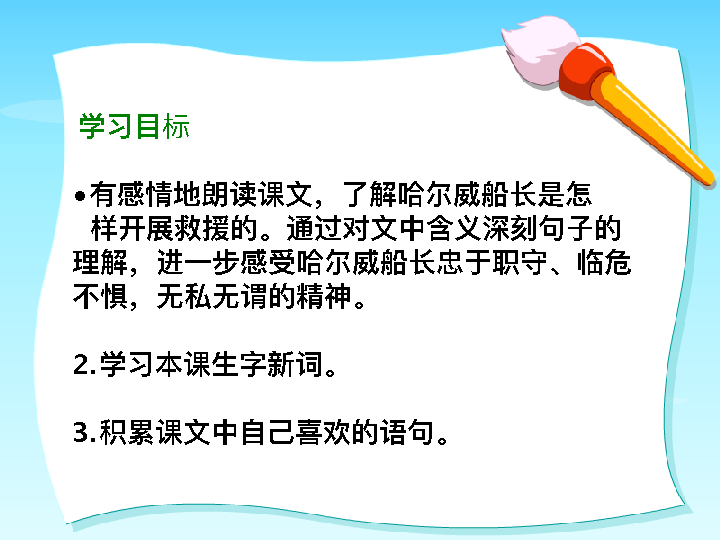 学习目标
•有感情地朗读课文，了解哈尔威船长是怎
样开展救援的。通过对文中含义深刻句子的
理解，进一步感受哈尔威船长忠于职守、临危
不惧，无私无谓的精神。
2.学习本课生字新词。
3.积累课文中自己喜欢的语句。